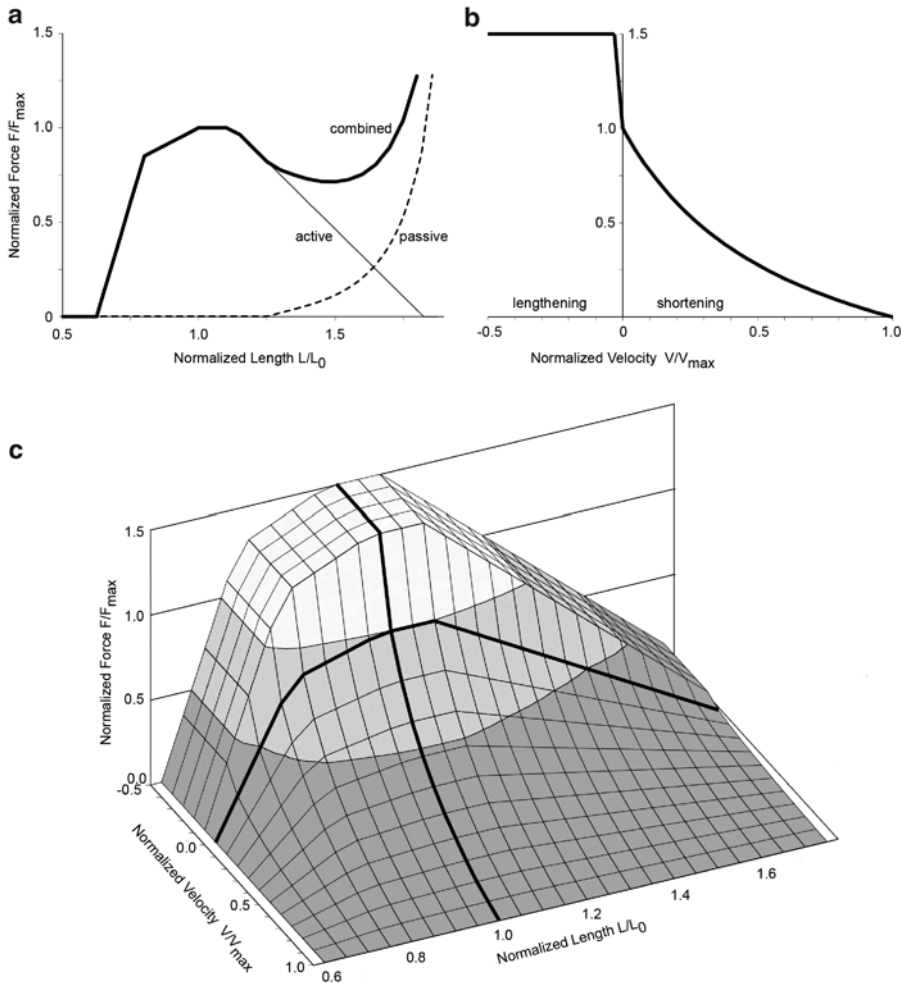 a
1.5
1.0
0.5
0
0.5
1.0
1.5
Normalized Force F/Fmax
Normalized Length L/L0
combined
active
passive
b
1.5
1.0
0.5
lengthening
shortening
-0.5
0
0.5
1.0
Normalized Velocity V/Vmax
c
1.5
1.0
0.5
0.0
Normalized Force F/Fmax
-0.5
0.0
0.5
1.0
Normalized Velocity V/Vmax
0.6
0.8
1.0
1.2
1.4
1.6
Normalized Length L/L0